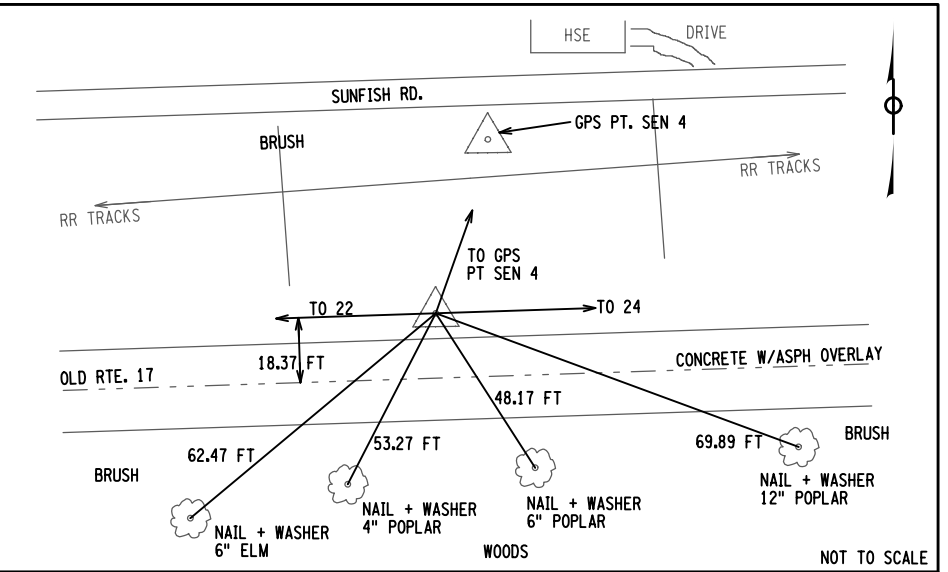 HSE
DRIVE
SUNFISH RD.
GPS PT. SEN 4
BRUSH
RR TRACKS
RR TRACKS
TO GPS
PT SEN 4
TO 22
TO 24
18.37 FT
CONCRETE W/ASPH OVERLAY
OLD RTE. 17
48.17 FT
53.27 FT
69.89 FT
BRUSH
62.47 FT
BRUSH
NAIL + WASHER
12" POPLAR
NAIL + WASHER
6" POPLAR
NAIL + WASHER
4" POPLAR
NAIL + WASHER
6" ELM
WOODS
NOT TO SCALE